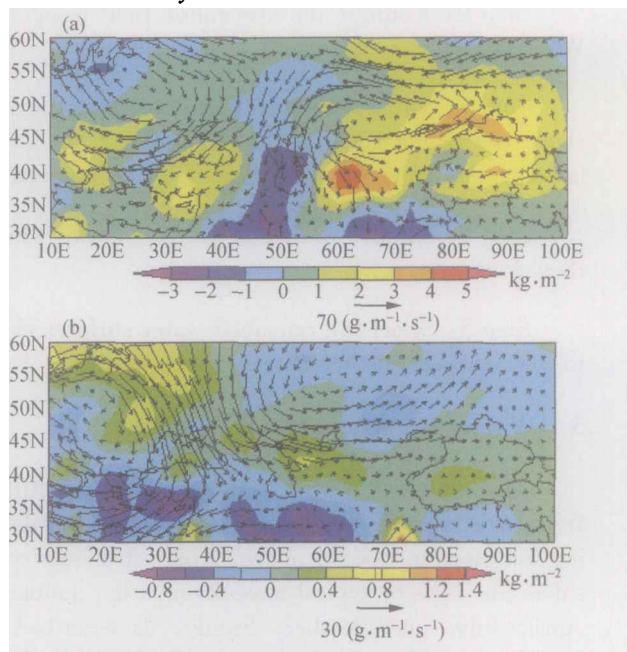 (a)
60N
55N
50N
45N
40N
35N
30N
10E 20E 30E 40E 50E 60E 70E 80E 90E 100E
−3 −2 −1 0 1 2 3 4 5 kg·m−2
70 (g·m−1·s−1)
(b)
60N
55N
50N
45N
40N
35N
30N
10E 20E 30E 40E 50E 60E 70E 80E 90E 100E
−0.8 −0.4 0 0.4 0.8 1.2 1.4 kg·m−2
30 (g·m−1·s−1)